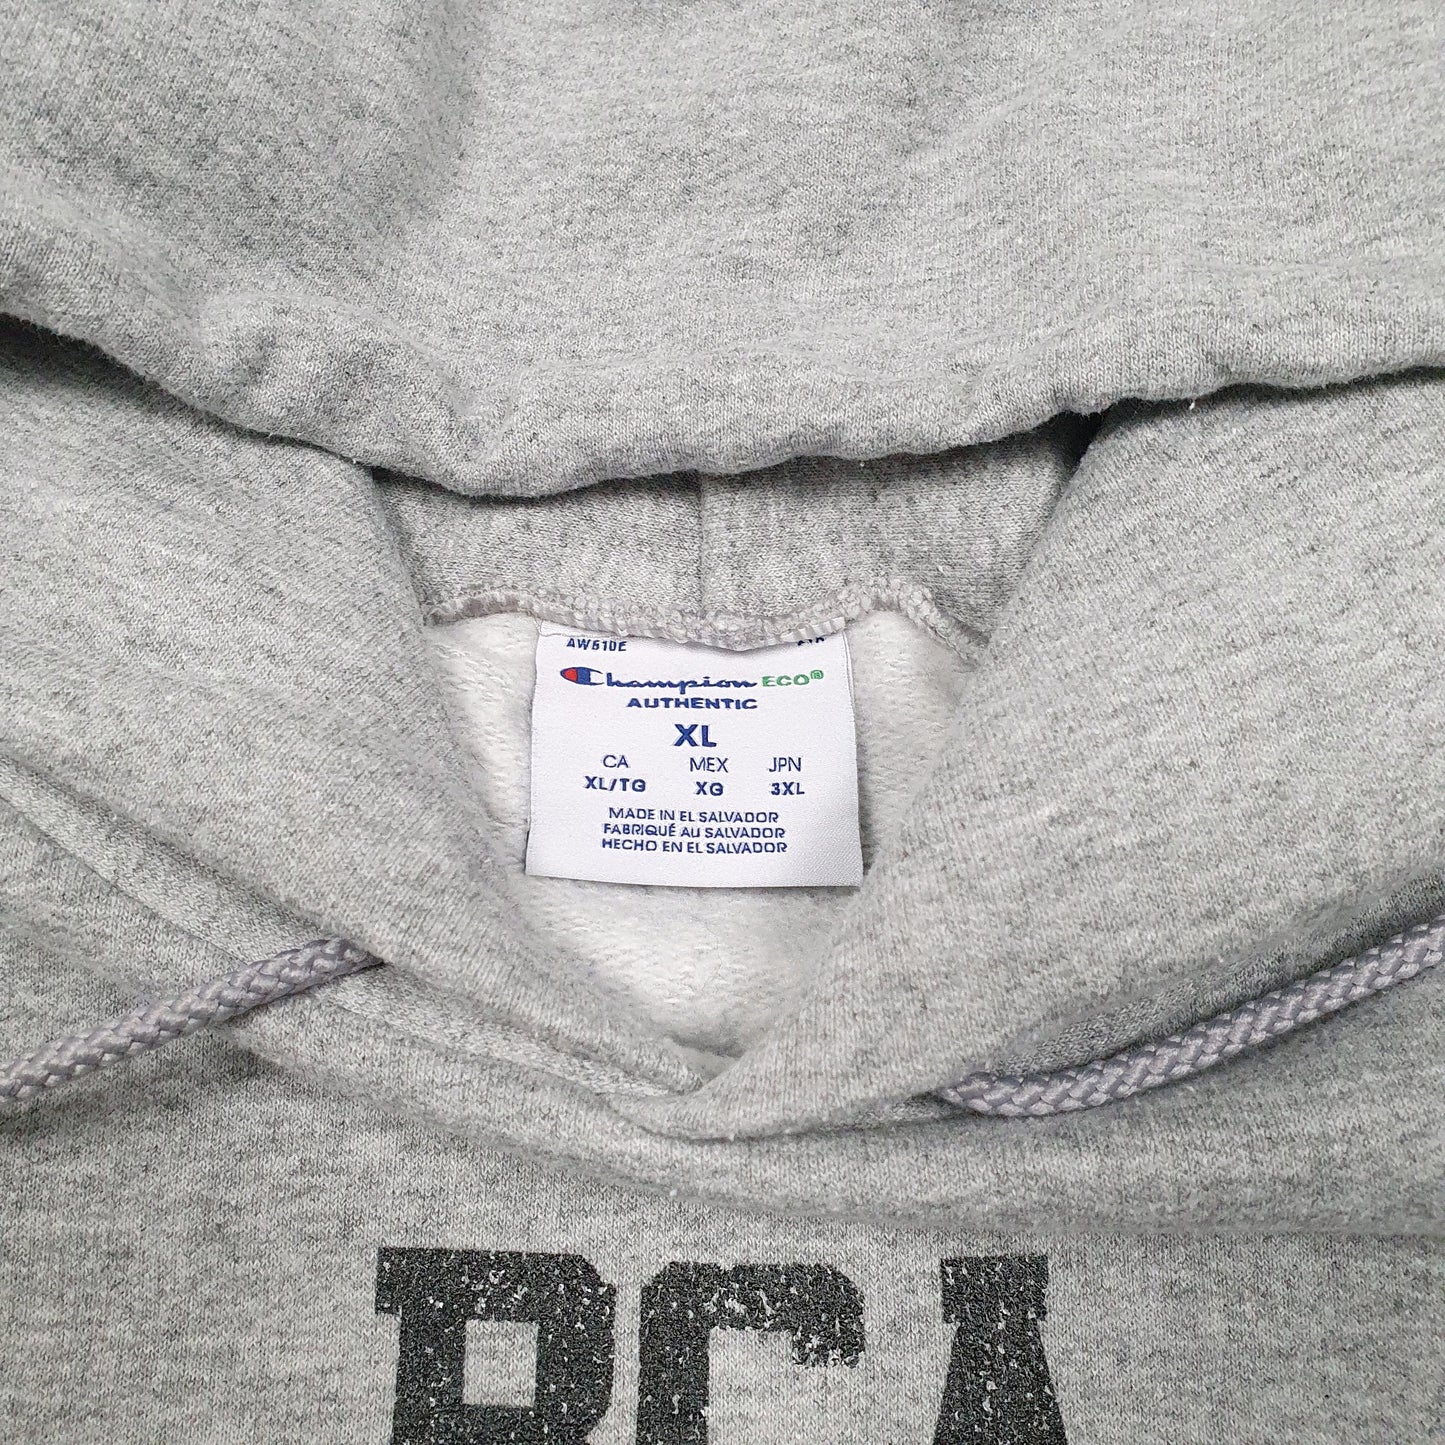 AW510E
Champion ECO®
AUTHENTIC
XL
CA MEX JPN
XL/TG XG 3XL
MADE IN EL SALVADOR
FABRIQUÉ AU SALVADOR
HECHO EN EL SALVADOR